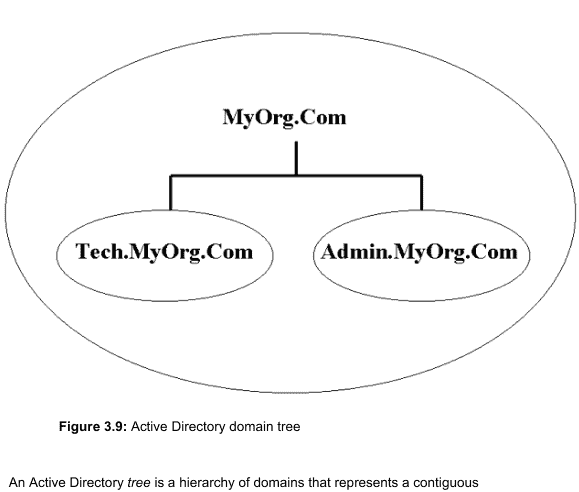 MyOrg.Com
Tech.MyOrg.Com
Admin.MyOrg.Com
Figure 3.9: Active Directory domain tree
An Active Directory tree is a hierarchy of domains that represents a contiguous